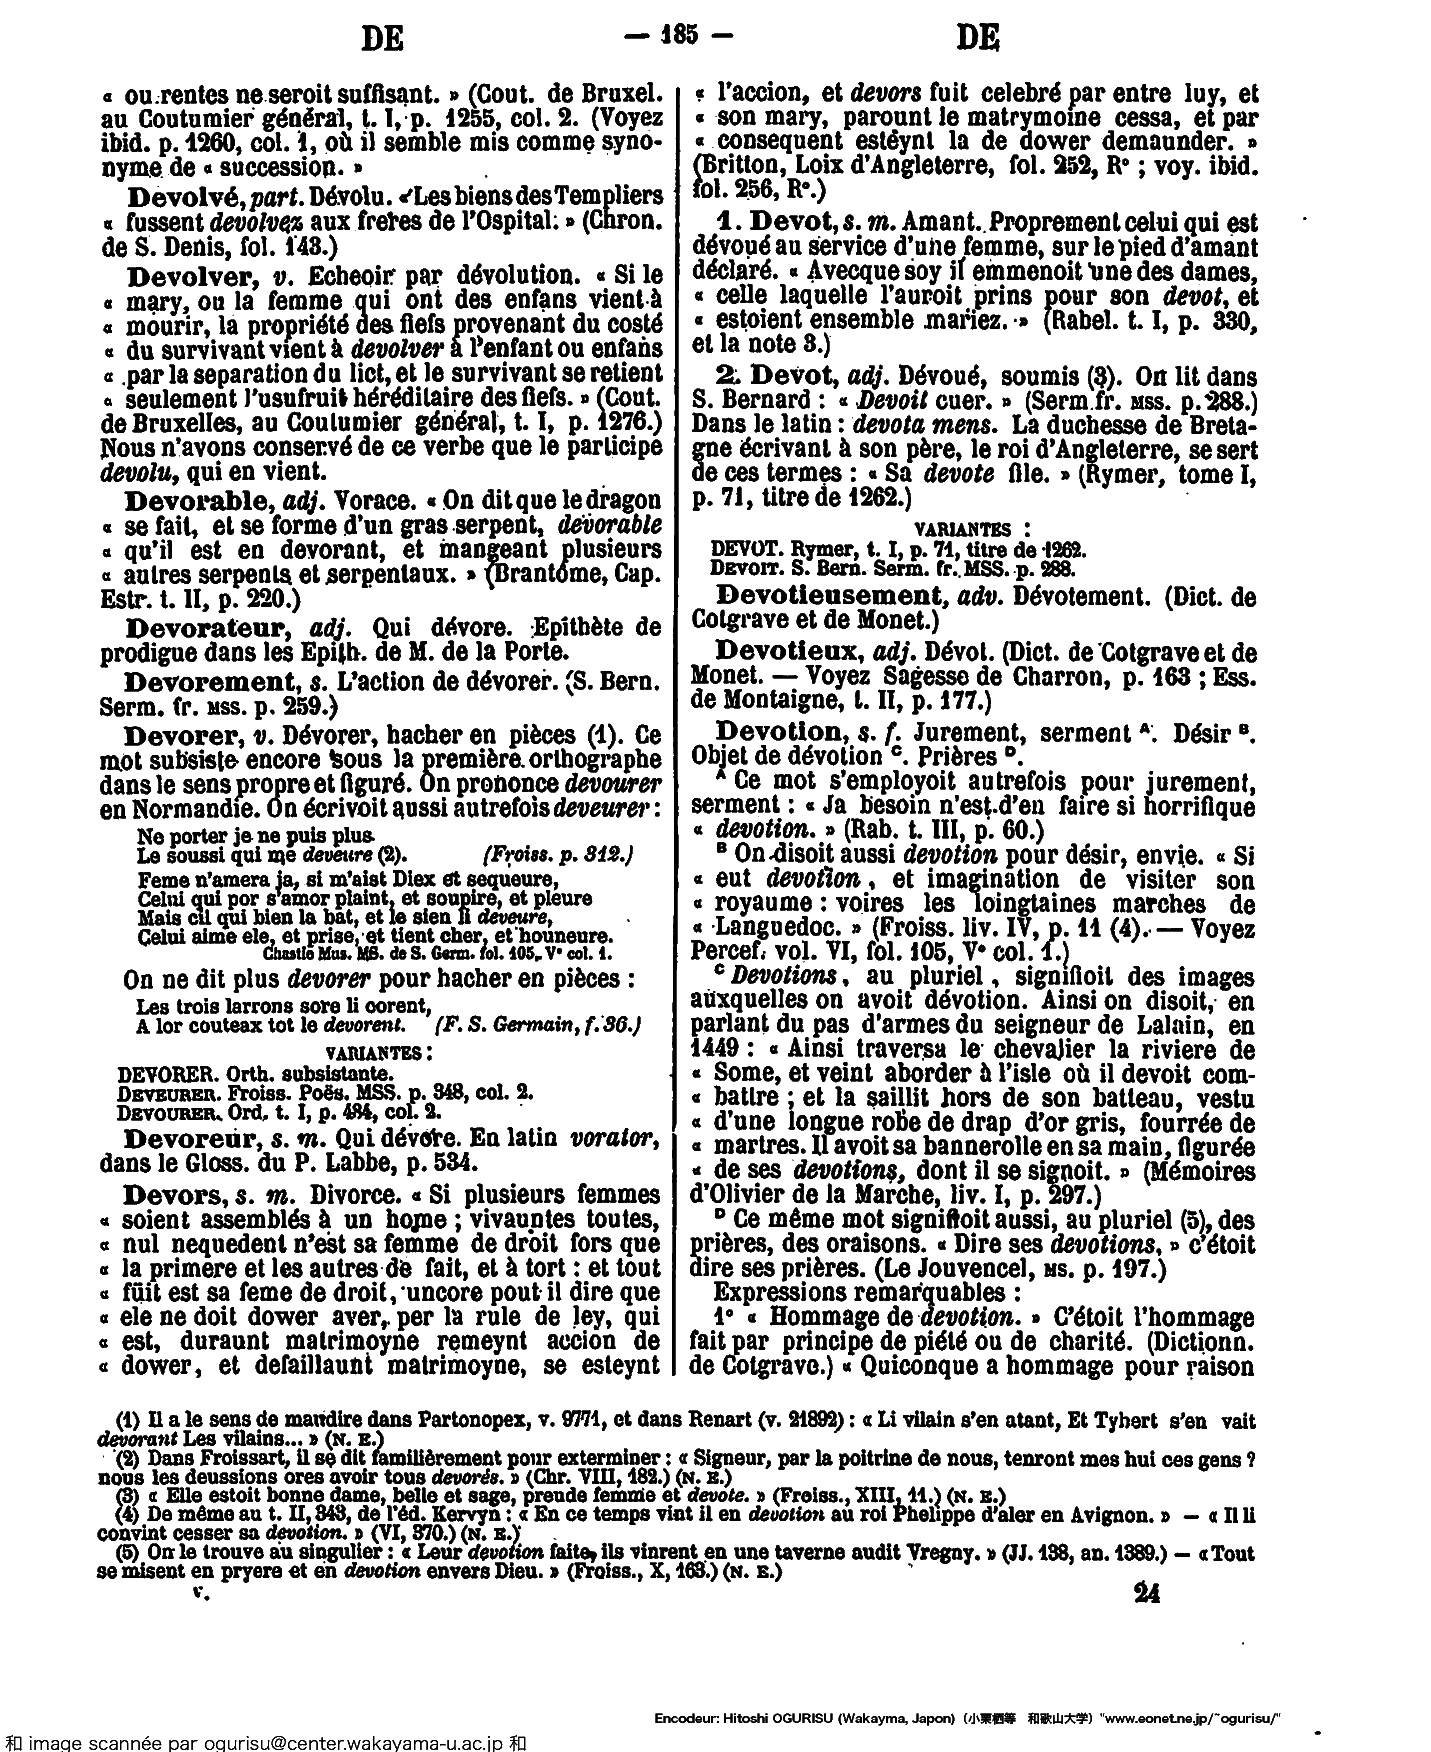 DE — 185 — DE
« ou rentes ne seroit suffisant. » (Cout. de Bruxel.
au Coutumier général, t. I, p. 1255, col. 2. (Voyez
ibid. p. 1260, col. 1, où il semble mis comme syno-
nyme de « succession. »
Devolvé, part. Dévolu. « Les biens des Templiers
« fussent devolvez aux freres de l'Ospital. » (Chron.
de S. Denis, fol. 143.)
Devolver, v. Echeoir par dévolution. « Si le
« mary, ou la femme qui ont des enfans vient à
« mourir, la propriété des fiefs provenant du costé
« du survivant vient à devolver à l'enfant ou enfans
« par la separation du lict, et le survivant se retient
« seulement l'usufruit héréditaire des fiefs. » (Cout.
de Bruxelles, au Coutumier général, t. I, p. 1276.)
Nous n'avons conservé de ce verbe que le participe
devolu, qui en vient.
Devorable, adj. Vorace. « On dit que le dragon
« se fait, et se forme d'un gras serpent, devorable
« qu'il est en devorant, et mangeant plusieurs
« autres serpents et serpentaux. » (Brantome, Cap.
Estr. t. II, p. 220.)
Devorateur, adj. Qui dévore. Epithète de
prodigue dans les Epith. de M. de la Porte.
Devorement, s. L'action de dévorer. (S. Bern.
Serm. fr. MSS. p. 259.)
Devorer, v. Dévorer, hacher en pièces (1). Ce
mot subsiste encore sous la première orthographe
dans le sens propre et figuré. On prononce devourer
en Normandie. On écrivoit aussi autrefois deveurer :
Ne porter je ne puis plus
Le soussi qui me deveure (2). (Froiss. p. 312.)
Feme n'amera ja, si m'aist Diex et sequeure,
Celui qui por s'amor plaint, et soupire, et pleure
Mais cil qui bien la bat, et le sien li deveure,
Celui aime ele, et prise, et tient cher, et houneure.
Chastie Mus. MS. de S. Germ. fol. 105, V° col. 1.
On ne dit plus devorer pour hacher en pièces :
Les trois larrons sore li corent,
A lor couteax tot le devorent. (F. S. Germain, f. 36.)
VARIANTES :
DEVORER. Orth. subsistante.
DEVEURER. Froiss. Poës. MSS. p. 348, col. 2.
DEVOURER. Ord. t. I, p. 484, col. 2.
Devoreur, s. m. Qui dévore. En latin vorator,
dans le Gloss. du P. Labbe, p. 534.
Devors, s. m. Divorce. « Si plusieurs femmes
« soient assemblés à un home ; vivauntes toutes,
« nul nequedent n'est sa femme de droit fors que
« la primere et les autres de fait, et à tort : et tout
« füit est sa feme de droit, uncore pout il dire que
« ele ne doit dower aver, per la rule de ley, qui
« est, duraunt matrimoyne remeynt accion de
« dower, et defaillaunt matrimoyne, se esteynt
« l'accion, et devors fuit celebré par entre luy, et
« son mary, parount le matrymoine cessa, et par
« consequent estéynt la de dower demaunder. »
(Britton, Loix d'Angleterre, fol. 252, R° ; voy. ibid.
fol. 256, R°.)
1. Devot, s. m. Amant. Proprement celui qui est
dévoué au service d'une femme, sur le pied d'amant
déclaré. « Avecque soy il emmenoit une des dames,
« celle laquelle l'auroit prins pour son devot, et
« estoient ensemble mariez. » (Rabel. t. I, p. 330,
et la note 3.)
2. Devot, adj. Dévoué, soumis (3). On lit dans
S. Bernard : « Devoit cuer. » (Serm. fr. MSS. p. 288.)
Dans le latin : devota mens. La duchesse de Breta-
gne écrivant à son père, le roi d'Angleterre, se sert
de ces termes : « Sa devote file. » (Rymer, tome I,
p. 71, titre de 1262.)
VARIANTES :
DEVOT. Rymer, t. I, p. 71, titre de 1262.
DEVOIT. S. Bern. Serm. fr. MSS. p. 288.
Devotieusement, adv. Dévotement. (Dict. de
Cotgrave et de Monet.)
Devotieux, adj. Dévot. (Dict. de Cotgrave et de
Monet. — Voyez Sagesse de Charron, p. 163 ; Ess.
de Montaigne, t. II, p. 177.)
Devotion, s. f. Jurement, serment A. Désir B.
Objet de dévotion C. Prières D.
A Ce mot s'employoit autrefois pour jurement,
serment : « Ja besoin n'est d'en faire si horrifique
« devotion. » (Rab. t. III, p. 60.)
B On disoit aussi devotion pour désir, envie. « Si
« eut devotion, et imagination de visiter son
« royaume : voires les loingtaines marches de
« Languedoc. » (Froiss. liv. IV, p. 11 (4). — Voyez
Percef. vol. VI, fol. 105, V° col. 1.)
C Devotions, au pluriel, signifioit des images
auxquelles on avoit dévotion. Ainsi on disoit, en
parlant du pas d'armes du seigneur de Lalain, en
1449 : « Ainsi traversa le chevalier la riviere de
« Some, et veint aborder à l'isle où il devoit com-
« battre ; et la saillit hors de son batteau, vestu
« d'une longue robe de drap d'or gris, fourrée de
« martres. Il avoit sa bannerolle en sa main, figurée
« de ses devotions, dont il se signoit. » (Mémoires
d'Olivier de la Marche, liv. I, p. 297.)
D Ce même mot signifioit aussi, au pluriel (5), des
prières, des oraisons. « Dire ses devotions, » c'étoit
dire ses prières. (Le Jouvencel, MS. p. 197.)
Expressions remarquables :
1° « Hommage de devotion. » C'étoit l'hommage
fait par principe de piété ou de charité. (Dictionn.
de Cotgrave.) « Quiconque a hommage pour raison
(1) Il a le sens de maudire dans Partonopex, v. 9771, et dans Renart (v. 21892) : « Li vilain s'en atant, Et Tybert s'en vait
devorant Les vilains... » (N. E.)
(2) Dans Froissart, il se dit familièrement pour exterminer : « Signeur, par la poitrine de nous, tenront mes hui ces gens ?
nous les deussions ores avoir tous devorés. » (Chr. VIII, 182.) (N. E.)
(3) « Elle estoit bonne dame, belle et sage, preude femme et devote. » (Froiss., XIII, 11.) (N. E.)
(4) De même au t. II, 343, de l'éd. Kervyn : « En ce temps vint il en devotion au roi Phelippe d'aler en Avignon. » — « Il li
convint cesser sa devotion. » (VI, 370.) (N. E.)
(5) On le trouve au singulier : « Leur devotion faite, ils vinrent en une taverne audit Vregny. » (JJ. 138, an. 1389.) — « Tout
se misent en pryere et en devotion envers Dieu. » (Froiss., X, 163.) (N. E.)
v. 24
Encodeur: Hitoshi OGURISU (Wakayma, Japon) (小栗栖等 和歌山大学) "www.eonet.ne.jp/~ogurisu/"
和 image scannée par ogurisu@center.wakayama-u.ac.jp 和